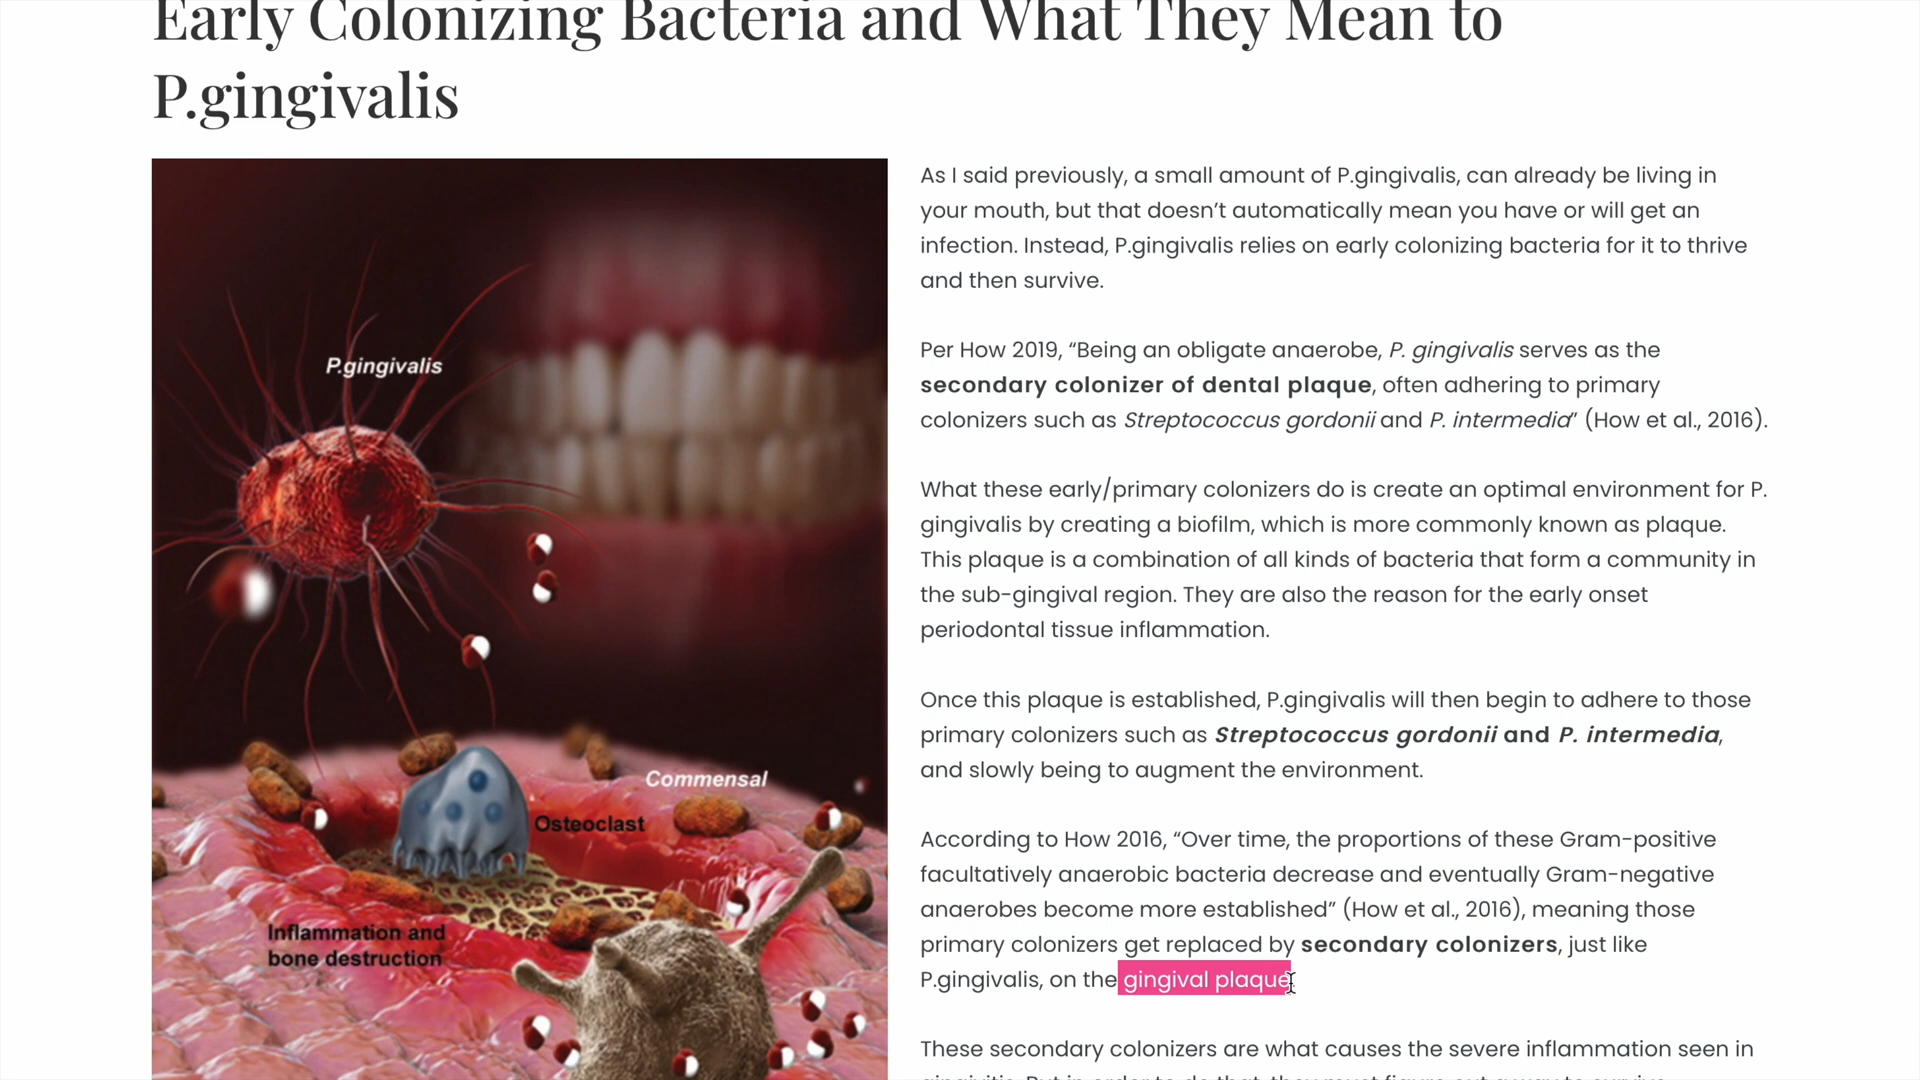 Early Colonizing Bacteria and What They Mean to
P.gingivalis
P.gingivalis
Commensal
Osteoclast
Inflammation and
bone destruction
As I said previously, a small amount of P.gingivalis, can already be living in
your mouth, but that doesn’t automatically mean you have or will get an
infection. Instead, P.gingivalis relies on early colonizing bacteria for it to thrive
and then survive.
Per How 2019, “Being an obligate anaerobe, P. gingivalis serves as the
secondary colonizer of dental plaque, often adhering to primary
colonizers such as Streptococcus gordonii and P. intermedia” (How et al., 2016).
What these early/primary colonizers do is create an optimal environment for P.
gingivalis by creating a biofilm, which is more commonly known as plaque.
This plaque is a combination of all kinds of bacteria that form a community in
the sub-gingival region. They are also the reason for the early onset
periodontal tissue inflammation.
Once this plaque is established, P.gingivalis will then begin to adhere to those
primary colonizers such as Streptococcus gordonii and P. intermedia,
and slowly being to augment the environment.
According to How 2016, “Over time, the proportions of these Gram-positive
facultatively anaerobic bacteria decrease and eventually Gram-negative
anaerobes become more established” (How et al., 2016), meaning those
primary colonizers get replaced by secondary colonizers, just like
P.gingivalis, on the gingival plaque
These secondary colonizers are what causes the severe inflammation seen in